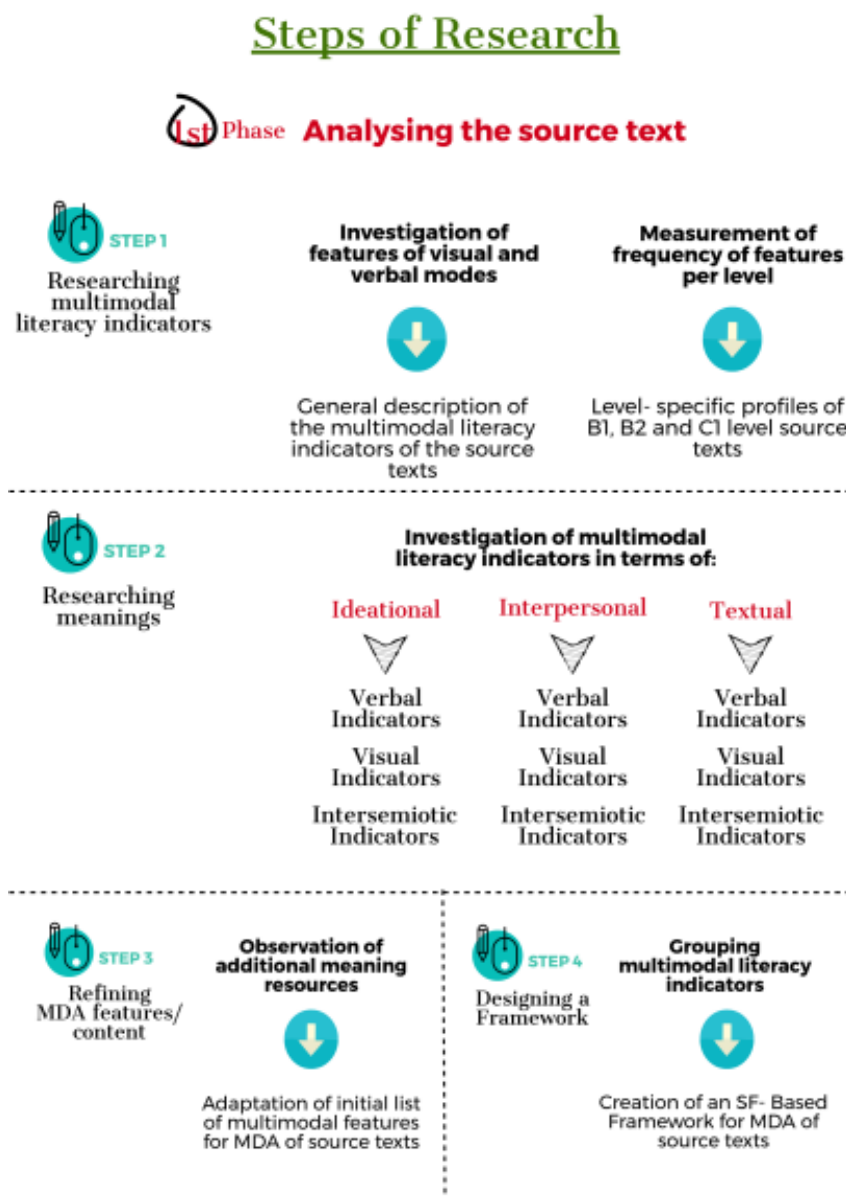 Steps of Research
1st Phase Analysing the source text
STEP 1
Researching
multimodal
literacy indicators
Investigation of
features of visual and
verbal modes
General description of
the multimodal literacy
indicators of the source
texts
Measurement of
frequency of features
per level
Level- specific profiles of
B1, B2 and C1 level source
texts
STEP 2
Researching
meanings
Investigation of multimodal
literacy indicators in terms of:
Ideational
Verbal
Indicators
Visual
Indicators
Intersemiotic
Indicators
Interpersonal
Verbal
Indicators
Visual
Indicators
Intersemiotic
Indicators
Textual
Verbal
Indicators
Visual
Indicators
Intersemiotic
Indicators
STEP 3
Refining
MDA features/
content
Observation of
additional meaning
resources
Adaptation of initial list
of multimodal features
for MDA of source texts
STEP 4
Designing a
Framework
Grouping
multimodal literacy
indicators
Creation of an SF- Based
Framework for MDA of
source texts